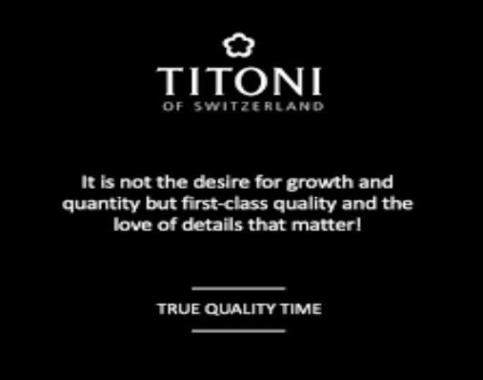 TITONI
OF SWITZERLAND
It is not the desire for growth and
quantity but first-class quality and the
love of details that matter!
TRUE QUALITY TIME